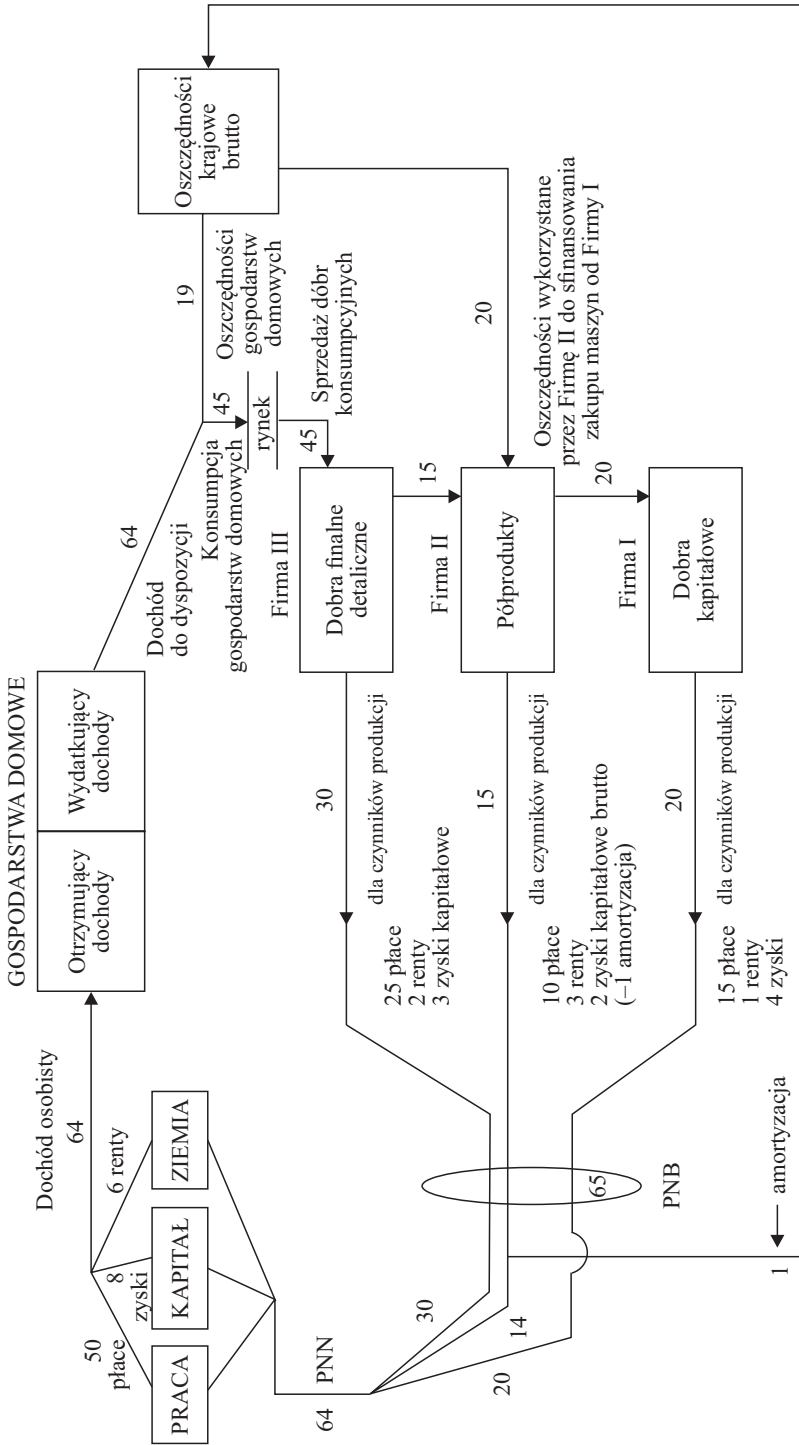 GOSPODARSTWA DOMOWE
Otrzymujący
dochody
Wydatkujący
dochody
Dochód osobisty
64
6 renty
8
zyski
50
płace
ZIEMIA
KAPITAŁ
PRACA
PNN
64
64
Dochód
do dyspozycji
19
Oszczędności
gospodarstw
domowych
Oszczędności
krajowe
brutto
Konsumpcja
gospodarstw domowych
45
rynek
45
Sprzedaż dóbr
konsumpcyjnych
Firma III
Dobra finalne
detaliczne
30
dla czynników produkcji
25 płace
2 renty
3 zyski kapitałowe
15
20
Firma II
Półprodukty
15
dla czynników produkcji
10 płace
3 renty
2 zyski kapitałowe brutto
(–1 amortyzacja)
Oszczędności wykorzystane
przez Firmę II do sfinansowania
zakupu maszyn od Firmy I
20
Firma I
Dobra
kapitałowe
20
dla czynników produkcji
15 płace
1 renty
4 zyski
30
14
20
65
PNB
1
amortyzacja